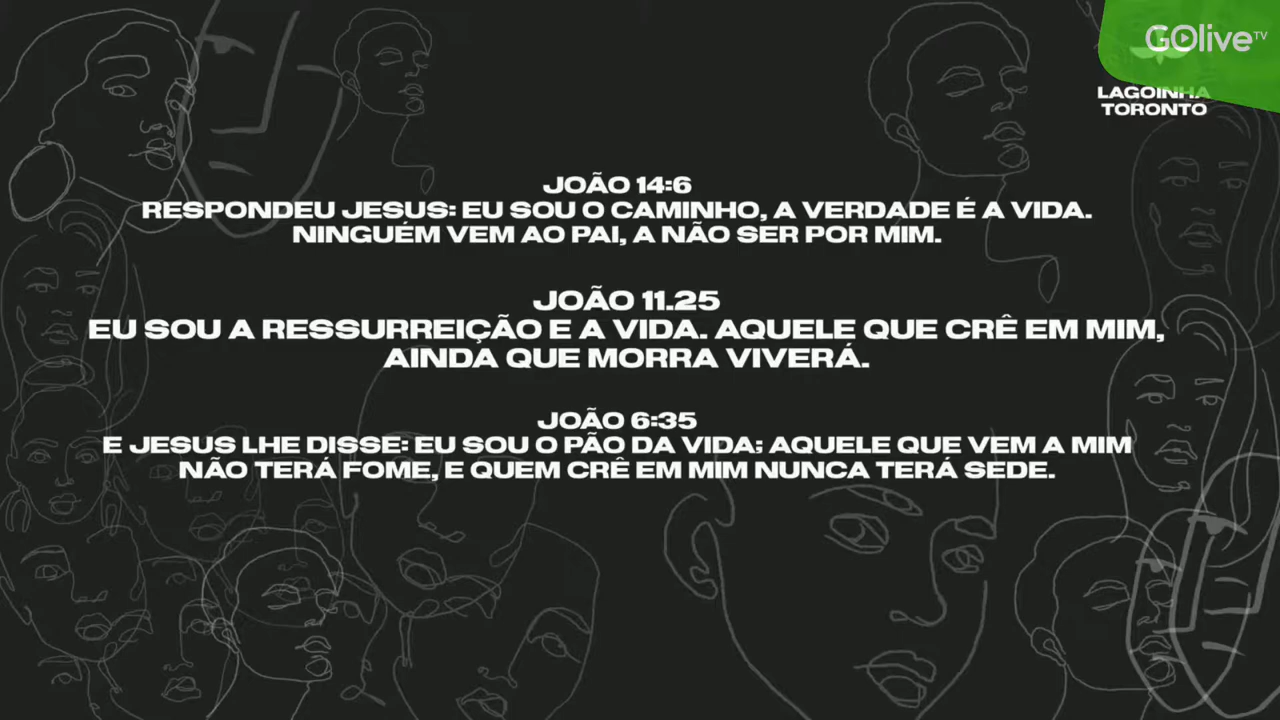 GOlive TV
LAGOINHA
TORONTO
JOÃO 14:6
RESPONDEU JESUS: EU SOU O CAMINHO, A VERDADE É A VIDA.
NINGUÉM VEM AO PAI, A NÃO SER POR MIM.
JOÃO 11.25
EU SOU A RESSURREIÇÃO E A VIDA. AQUELE QUE CRÊ EM MIM,
AINDA QUE MORRA VIVERÁ.
JOÃO 6:35
E JESUS LHE DISSE: EU SOU O PÃO DA VIDA; AQUELE QUE VEM A MIM
NÃO TERÁ FOME, E QUEM CRÊ EM MIM NUNCA TERÁ SEDE.